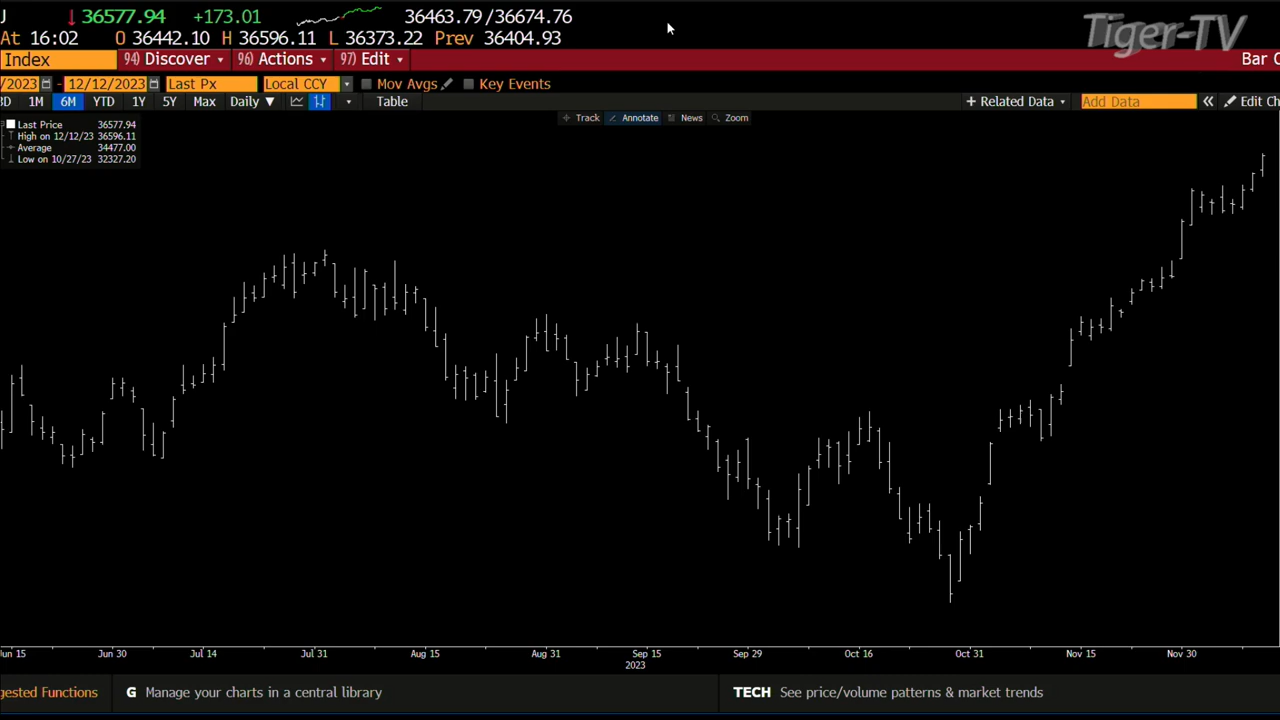 J ↓ 36577.94 +173.01 36463.79 /36674.76
At 16:02 O 36442.10 H 36596.11 L 36373.22 Prev 36404.93
Tiger-TV
Index 94) Discover 96) Actions 97) Edit Bar C
/2023 - 12/12/2023 Last Px Local CCY Mov Avgs Key Events
3D 1M 6M YTD 1Y 5Y Max Daily ▼ Table + Related Data Add Data « Edit Ch
Track Annotate News Zoom
Last Price 36577.94
High on 12/12/23 36596.11
Average 34477.00
Low on 10/27/23 32327.20
un 15 Jun 30 Jul 14 Jul 31 Aug 15 Aug 31 Sep 15 Sep 29 Oct 16 Oct 31 Nov 15 Nov 30
2023
gested Functions G Manage your charts in a central library TECH See price/volume patterns & market trends